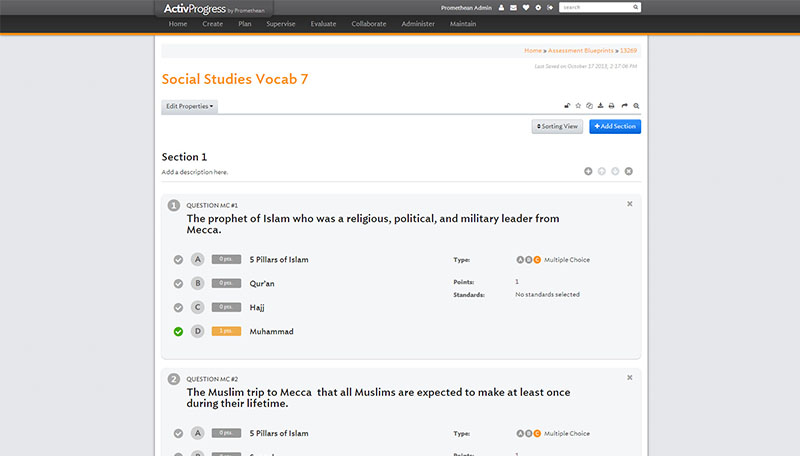 ActivProgress by Promethean
Promethean Admin
search
Home Create Plan Supervise Evaluate Collaborate Administer Maintain
Home » Assessment Blueprints » 13269
Last Saved on October 17 2013, 2:17:06 PM
Social Studies Vocab 7
Edit Properties
Sorting View
Add Section
Section 1
Add a description here.
1 QUESTION MC #1
The prophet of Islam who was a religious, political, and military leader from
Mecca.
A 0 pts. 5 Pillars of Islam
Type: A B C Multiple Choice
B 0 pts. Qur'an
Points: 1
Standards: No standards selected
C 0 pts. Hajj
D 1 pts. Muhammad
2 QUESTION MC #2
The Muslim trip to Mecca that all Muslims are expected to make at least once
during their lifetime.
A 0 pts. 5 Pillars of Islam
Type: A B C Multiple Choice